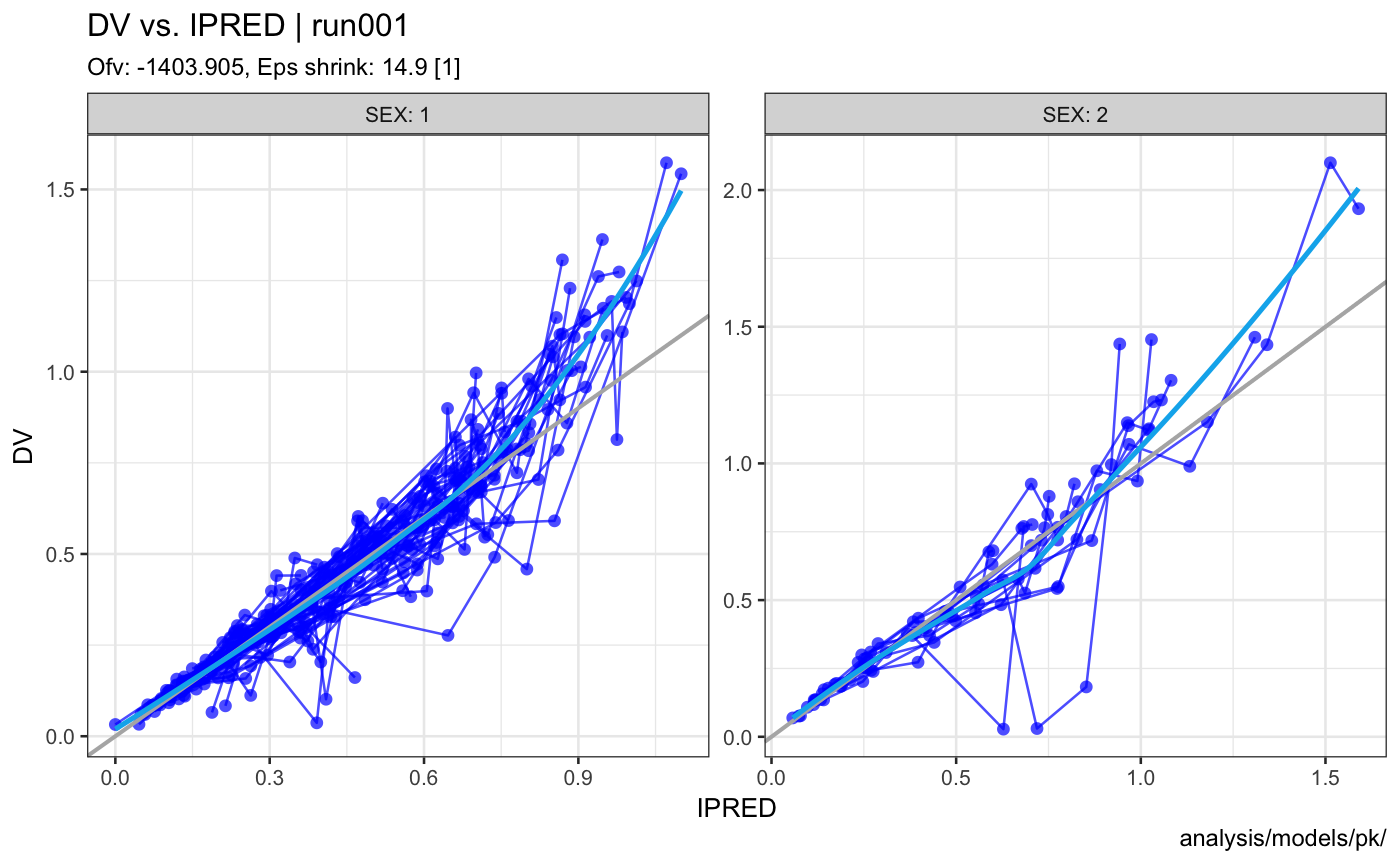 DV vs. IPRED | run001
Ofv: -1403.905, Eps shrink: 14.9 [1]
SEX: 1
SEX: 2
DV
1.5
1.0
0.5
0.0
2.0
1.5
1.0
0.5
0.0
0.0 0.3 0.6 0.9
0.0 0.5 1.0 1.5
IPRED
analysis/models/pk/